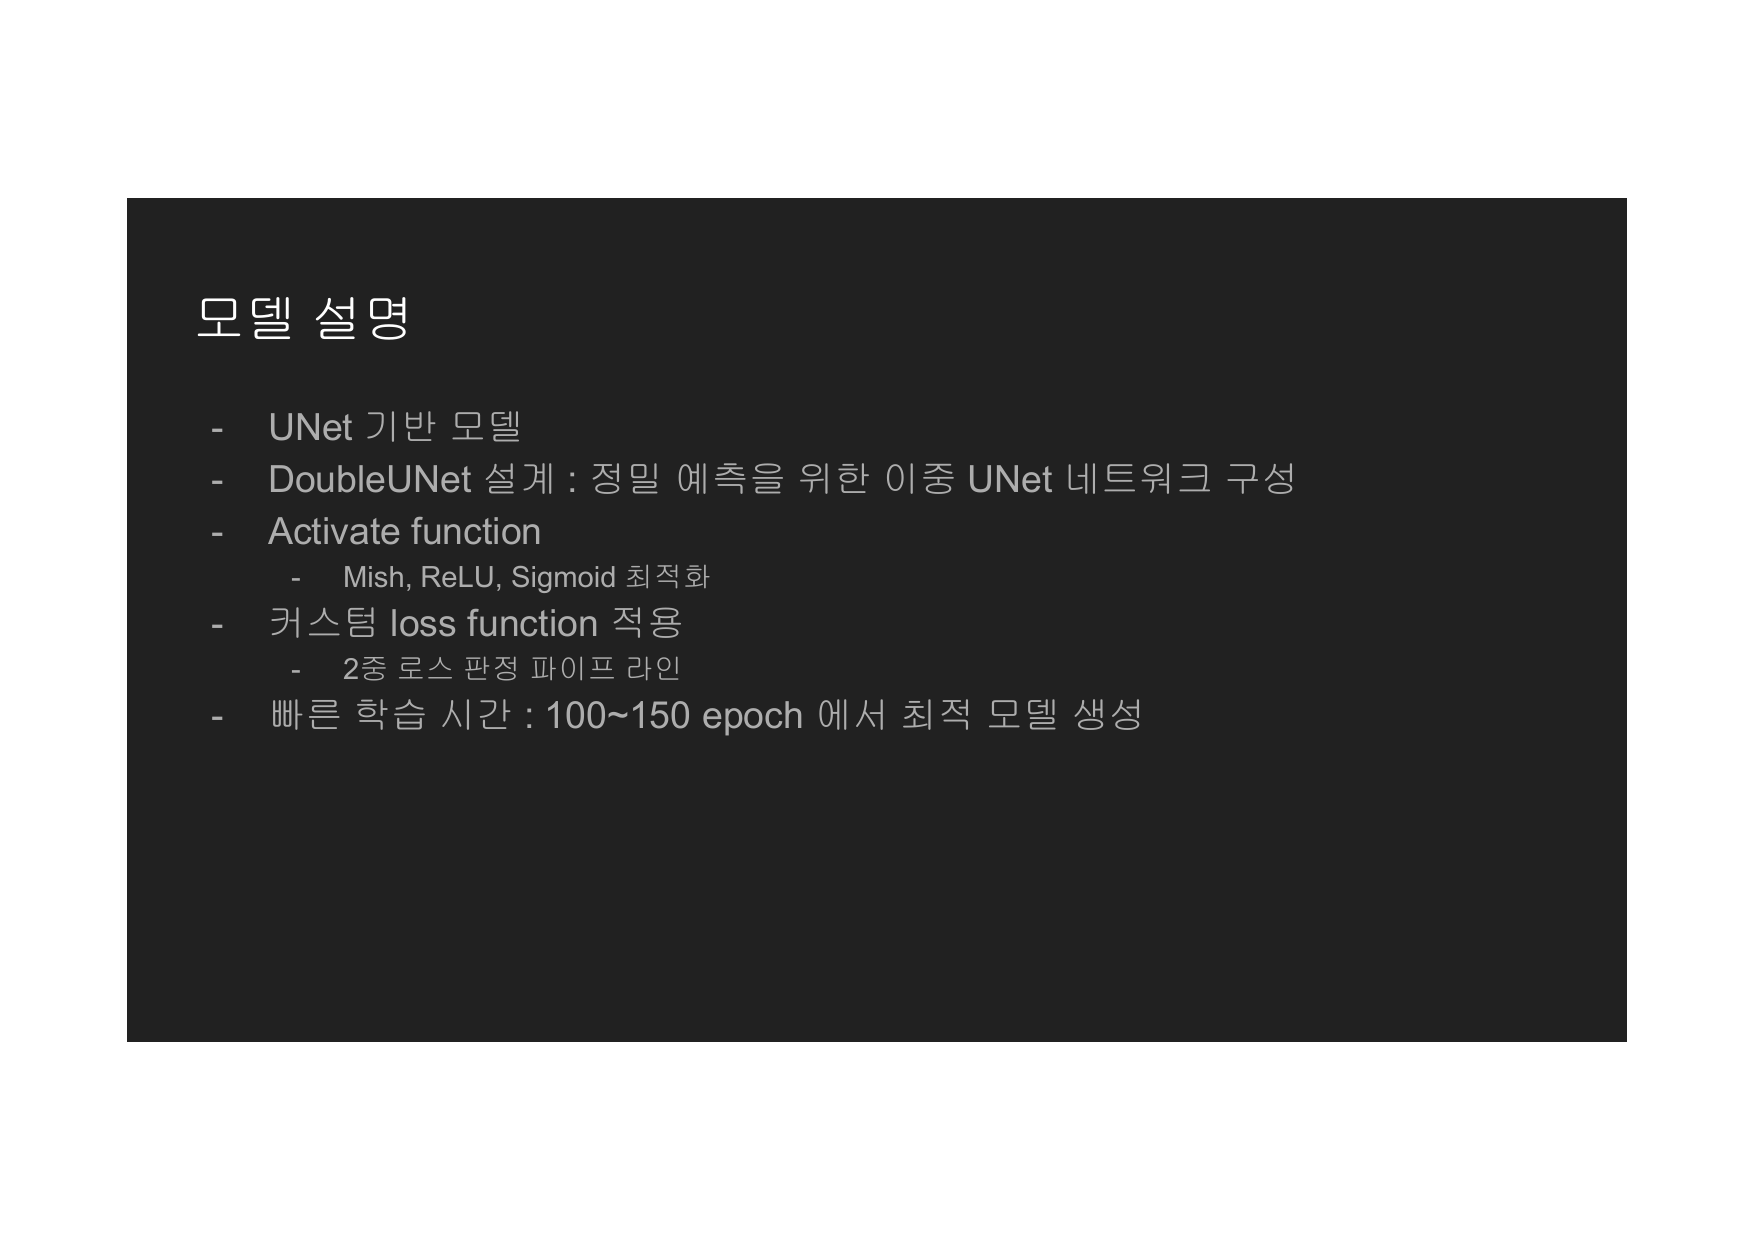 모델 설명
- UNet 기반 모델
- DoubleUNet 설계 : 정밀 예측을 위한 이중 UNet 네트워크 구성
- Activate function
- Mish, ReLU, Sigmoid 최적화
- 커스텀 loss function 적용
- 2중 로스 판정 파이프 라인
- 빠른 학습 시간 : 100~150 epoch 에서 최적 모델 생성